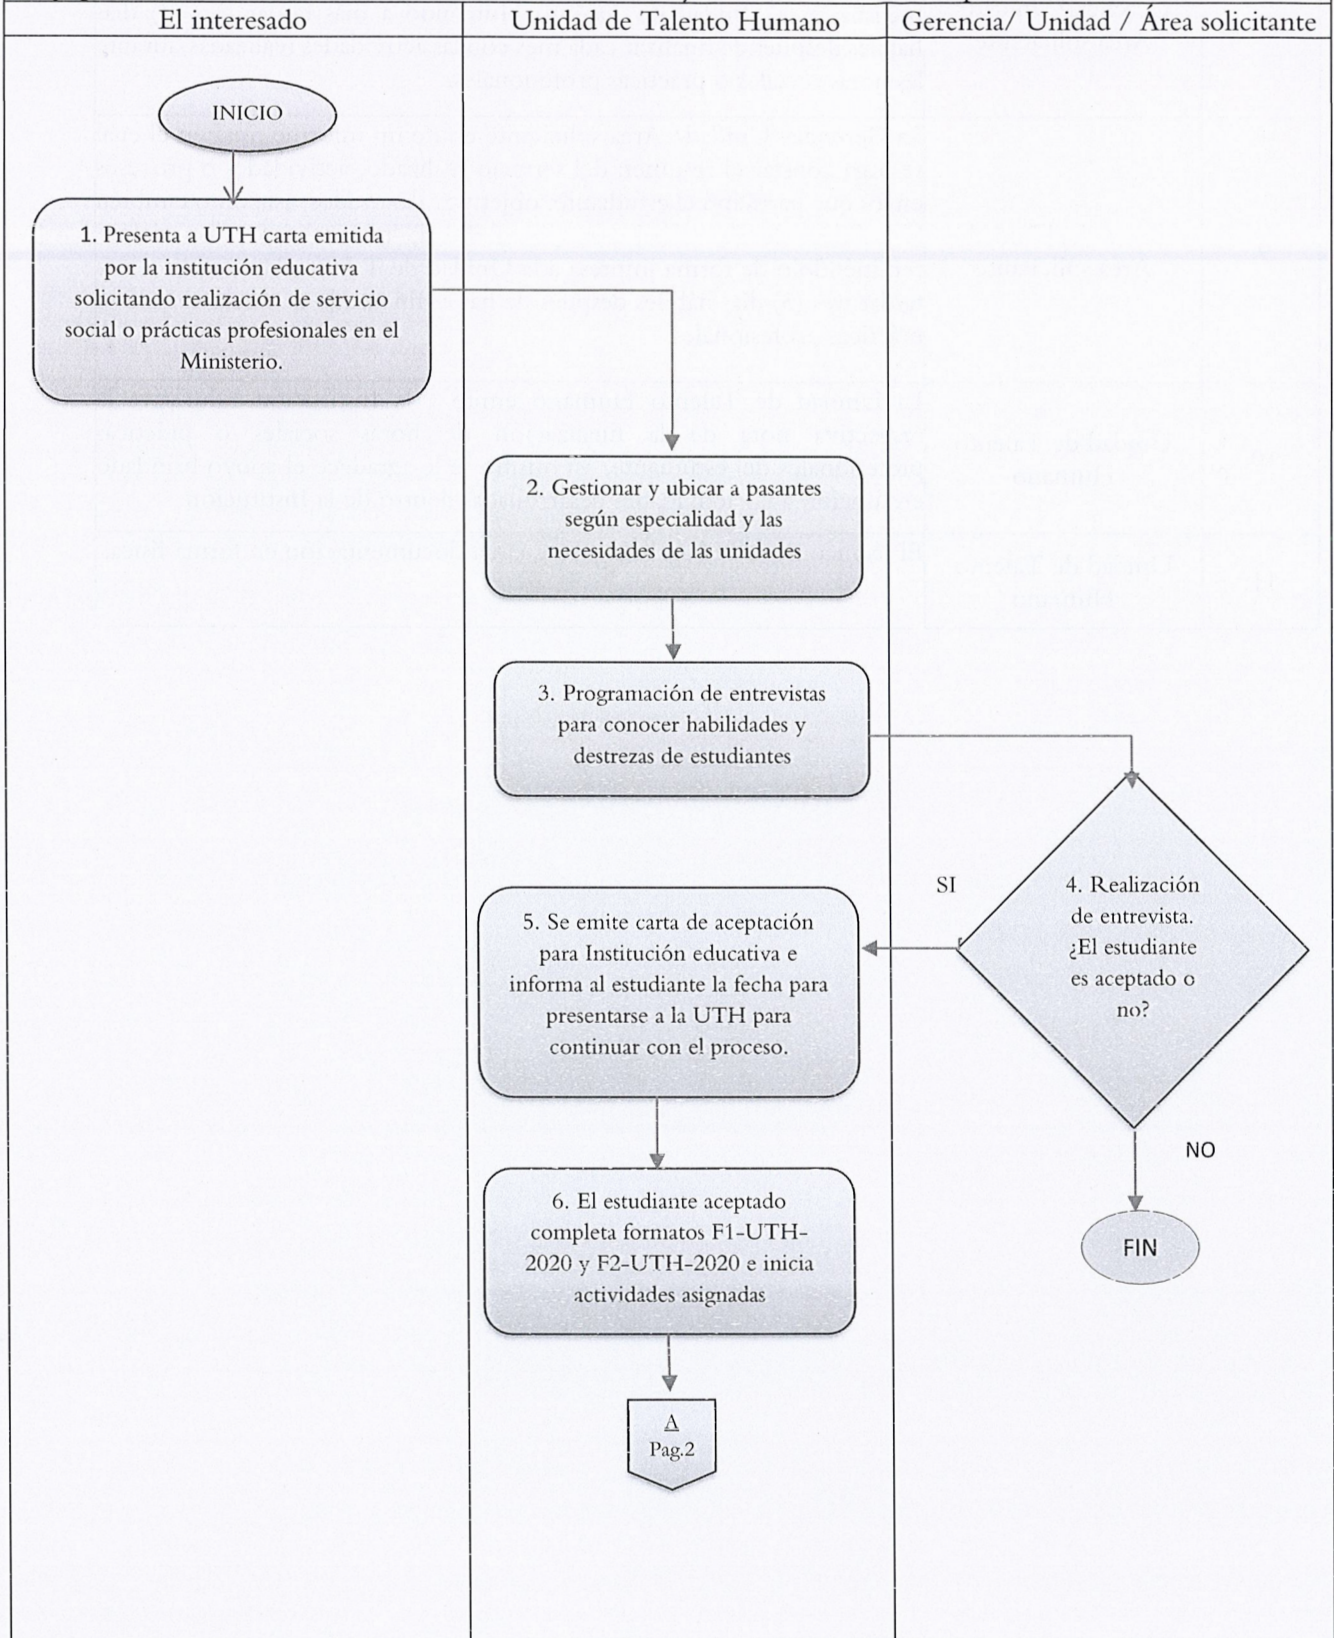 El interesado
Unidad de Talento Humano
Gerencia/ Unidad / Área solicitante
INICIO
1. Presenta a UTH carta emitida
por la institución educativa
solicitando realización de servicio
social o prácticas profesionales en el
Ministerio.
2. Gestionar y ubicar a pasantes
según especialidad y las
necesidades de las unidades
3. Programación de entrevistas
para conocer habilidades y
destrezas de estudiantes
4. Realización
de entrevista.
¿El estudiante
es aceptado o
no?
SI
5. Se emite carta de aceptación
para Institución educativa e
informa al estudiante la fecha para
presentarse a la UTH para
continuar con el proceso.
NO
FIN
6. El estudiante aceptado
completa formatos F1-UTH-
2020 y F2-UTH-2020 e inicia
actividades asignadas
A
Pag.2